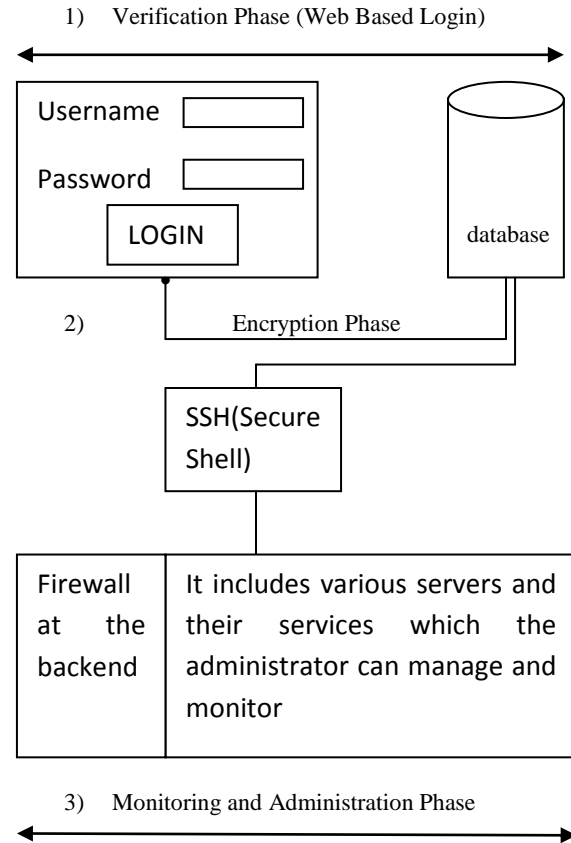 1) Verification Phase (Web Based Login)
Username
Password
LOGIN
database
2) Encryption Phase
SSH(Secure
Shell)
Firewall
at the
backend
It includes various servers and
their services which the
administrator can manage and
monitor
3) Monitoring and Administration Phase